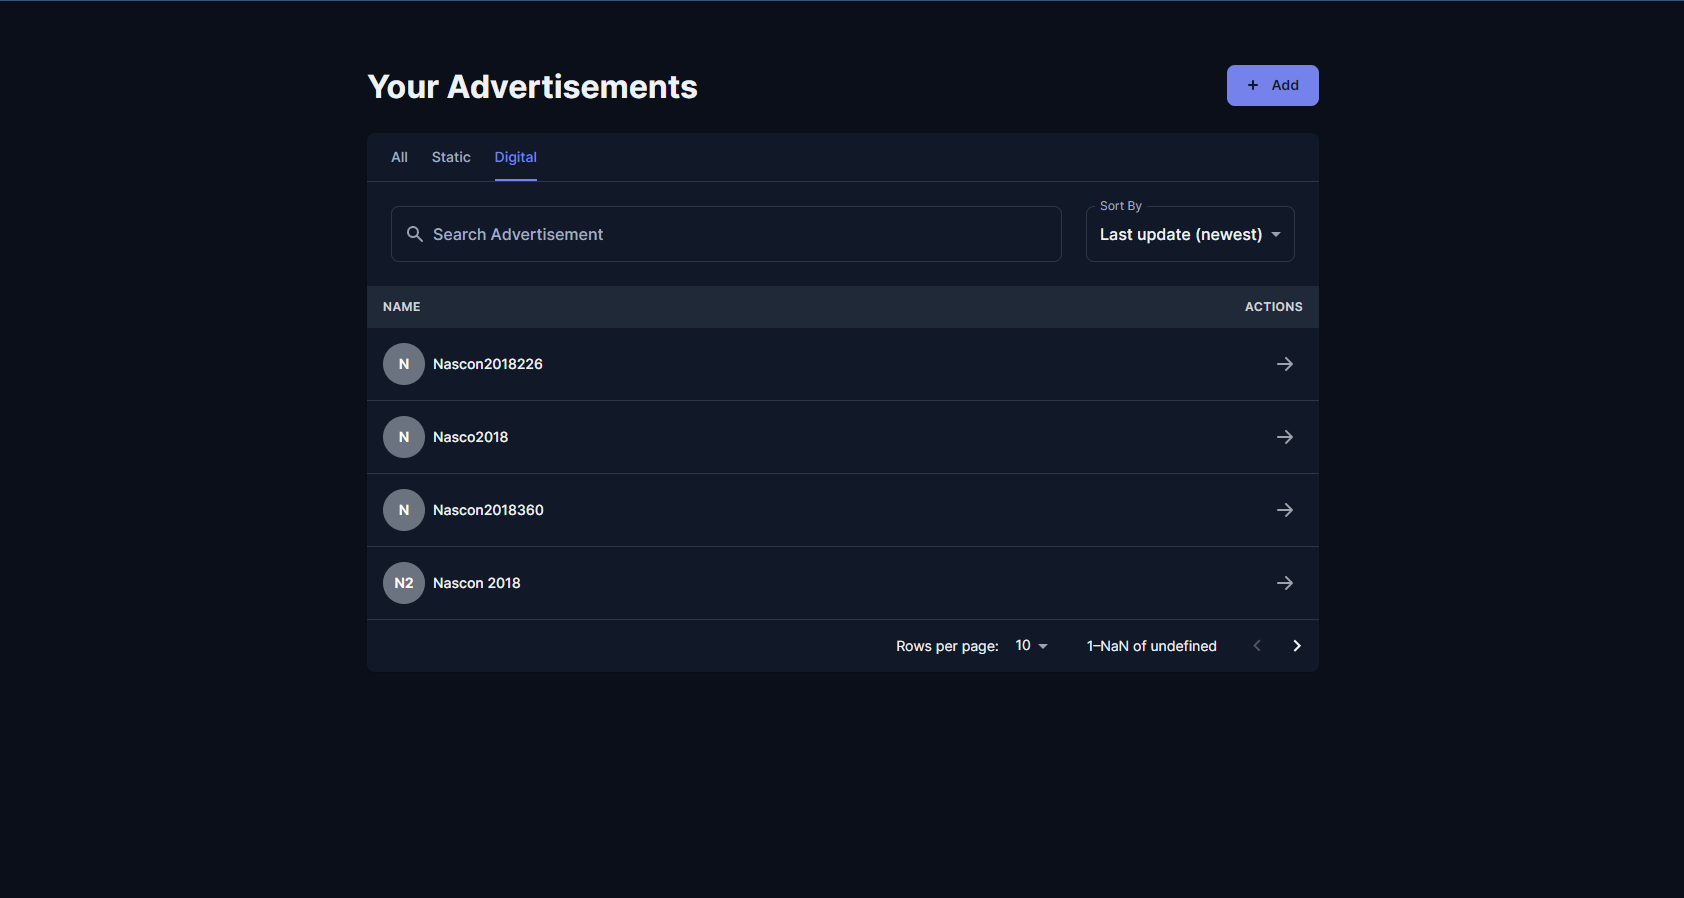 Your Advertisements
+ Add
All Static Digital
Sort By
Search Advertisement
Last update (newest)
NAME ACTIONS
N Nascon2018226
N Nasco2018
N Nascon2018360
N2 Nascon 2018
Rows per page: 10 1–NaN of undefined